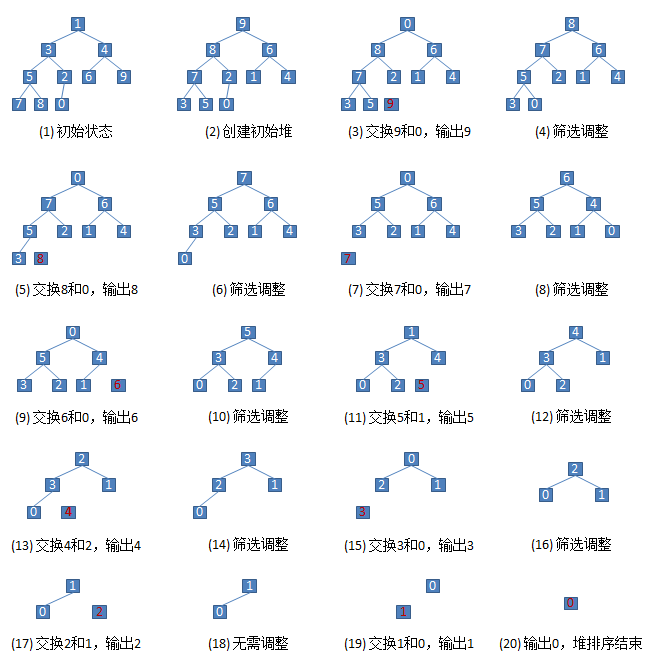 1 9 0 8
3 4 8 6 8 6 7 6
5 2 6 9 7 2 1 4 7 2 1 4 5 2 1 4
7 8 0 3 5 0 3 5 9 3 0
(1) 初始状态 (2) 创建初始堆 (3) 交换9和0，输出9 (4) 筛选调整
0 7 0 6
7 6 5 6 5 6 5 4
5 2 1 4 3 2 1 4 3 2 1 4 3 2 1 0
3 8 0 7
(5) 交换8和0，输出8 (6) 筛选调整 (7) 交换7和0，输出7 (8) 筛选调整
0 5 1 4
5 4 3 4 3 4 3 1
3 2 1 6 0 2 1 0 2 5 0 2
(9) 交换6和0，输出6 (10) 筛选调整 (11) 交换5和1，输出5 (12) 筛选调整
2 3 0 2
3 1 2 1 2 1 0 1
0 4 0 3
(13) 交换4和2，输出4 (14) 筛选调整 (15) 交换3和0，输出3 (16) 筛选调整
1 1 0
0 2 0 1 0
(17) 交换2和1，输出2 (18) 无需调整 (19) 交换1和0，输出1 (20) 输出0，堆排序结束